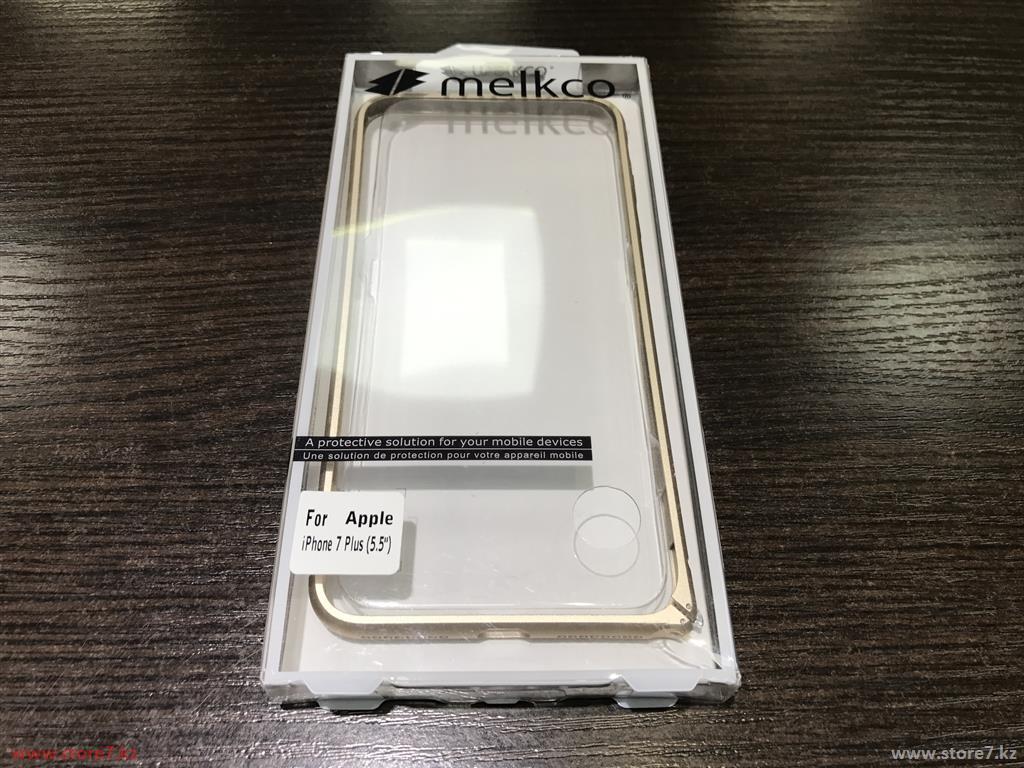 melkco®
A protective solution for your mobile devices
Une solution de protection pour votre appareil mobile
For Apple
iPhone 7 Plus (5.5")
www.store7.kz
www.store7.kz